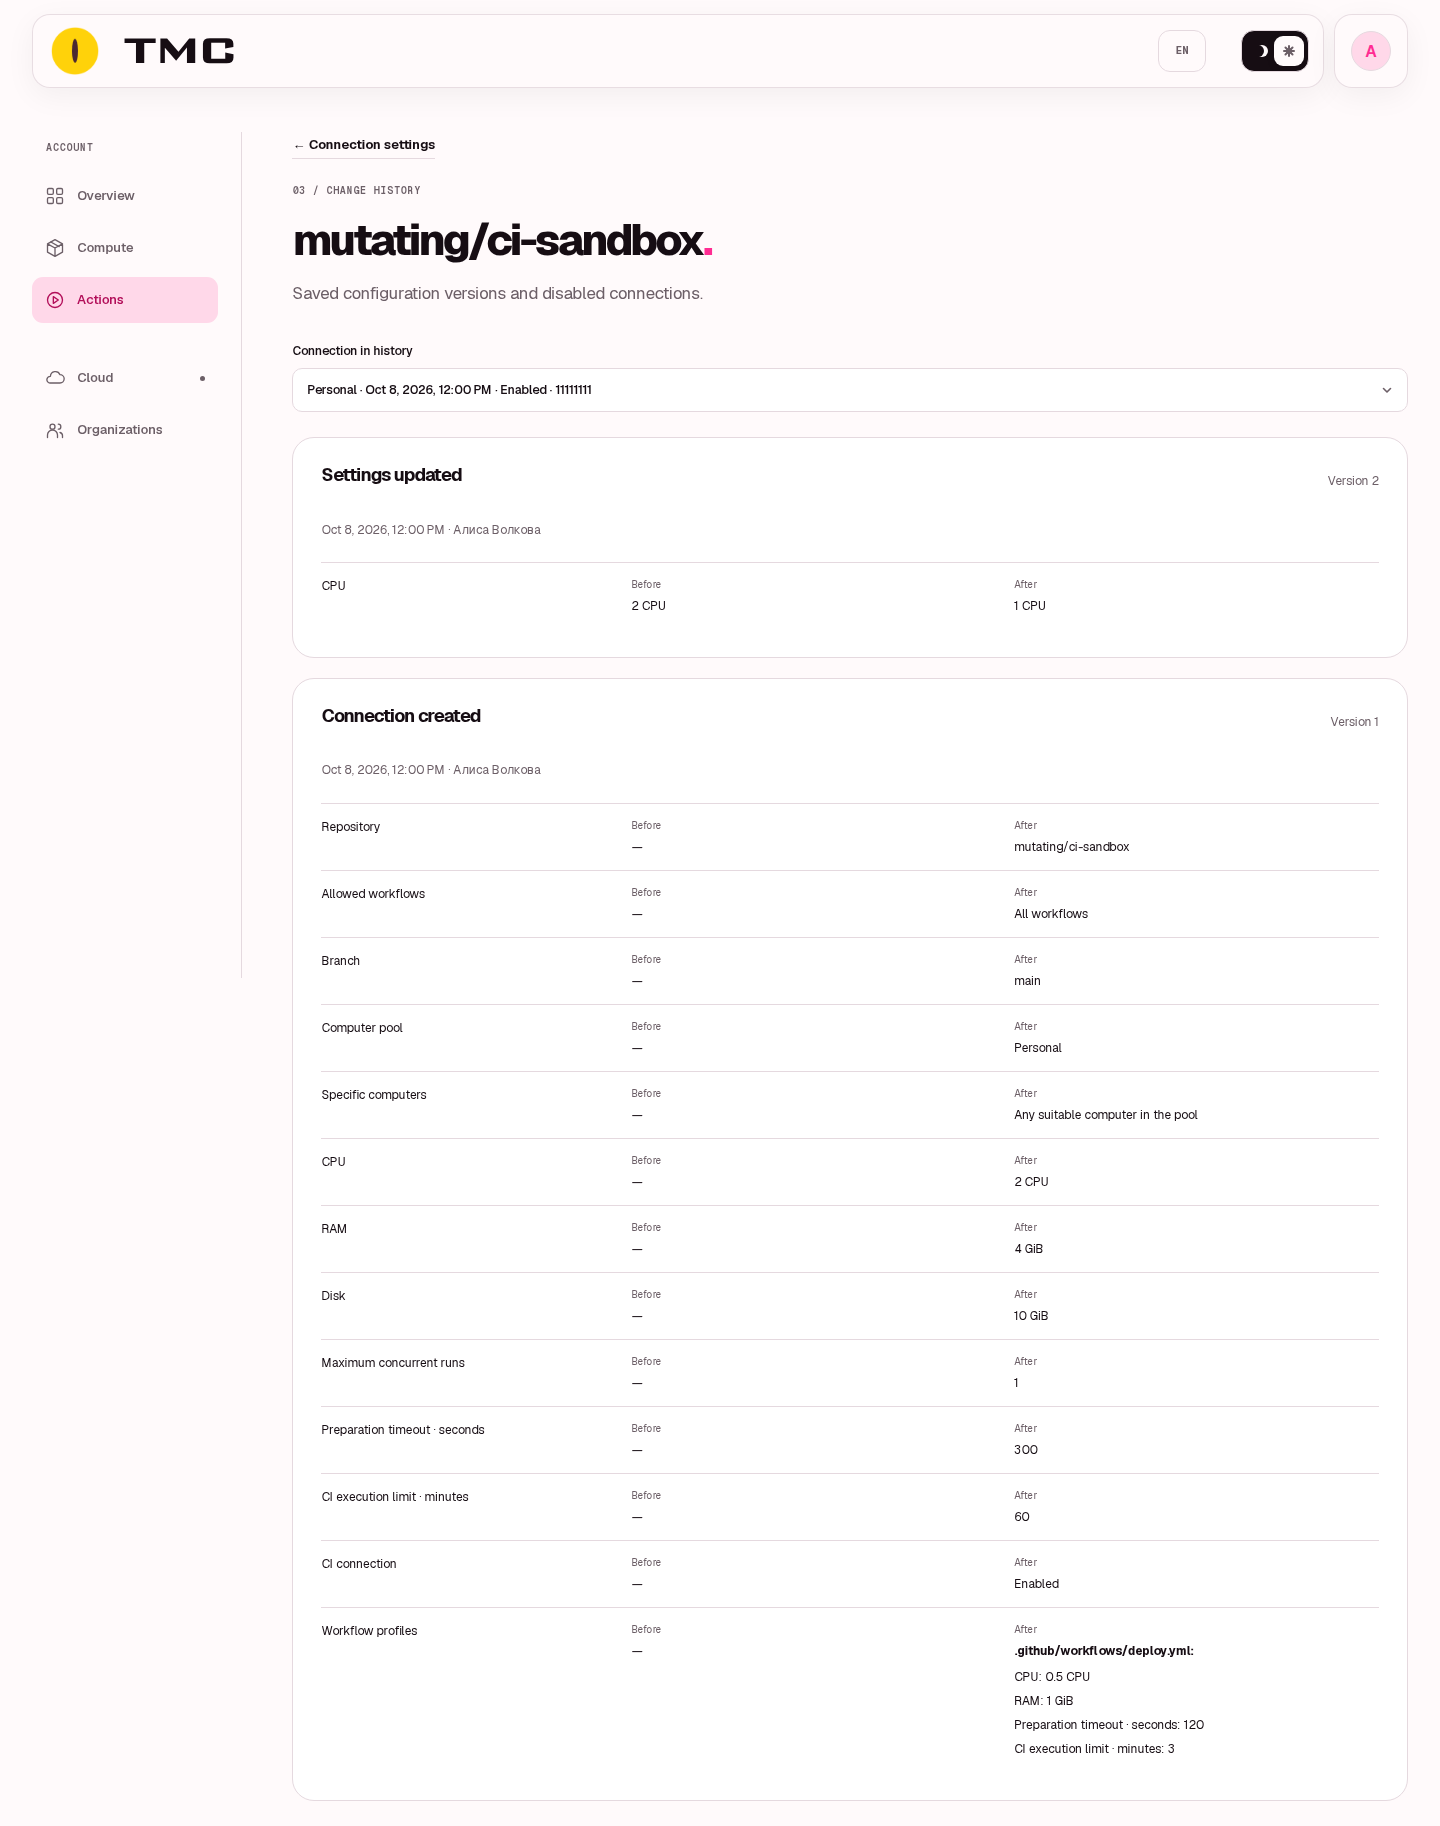 TMC
EN
A
ACCOUNT
Overview
Compute
Actions
Cloud
Organizations
← Connection settings
03 / CHANGE HISTORY
mutating/ci-sandbox.
Saved configuration versions and disabled connections.
Connection in history
Personal · Oct 8, 2026, 12:00 PM · Enabled · 11111111
Settings updated
Version 2
Oct 8, 2026, 12:00 PM · Алиса Волкова
CPU
Before
2 CPU
After
1 CPU
Connection created
Version 1
Oct 8, 2026, 12:00 PM · Алиса Волкова
Repository
Before
—
After
mutating/ci-sandbox
Allowed workflows
Before
—
After
All workflows
Branch
Before
—
After
main
Computer pool
Before
—
After
Personal
Specific computers
Before
—
After
Any suitable computer in the pool
CPU
Before
—
After
2 CPU
RAM
Before
—
After
4 GiB
Disk
Before
—
After
10 GiB
Maximum concurrent runs
Before
—
After
1
Preparation timeout · seconds
Before
—
After
300
CI execution limit · minutes
Before
—
After
60
CI connection
Before
—
After
Enabled
Workflow profiles
Before
—
After
.github/workflows/deploy.yml:
CPU: 0.5 CPU
RAM: 1 GiB
Preparation timeout · seconds: 120
CI execution limit · minutes: 3